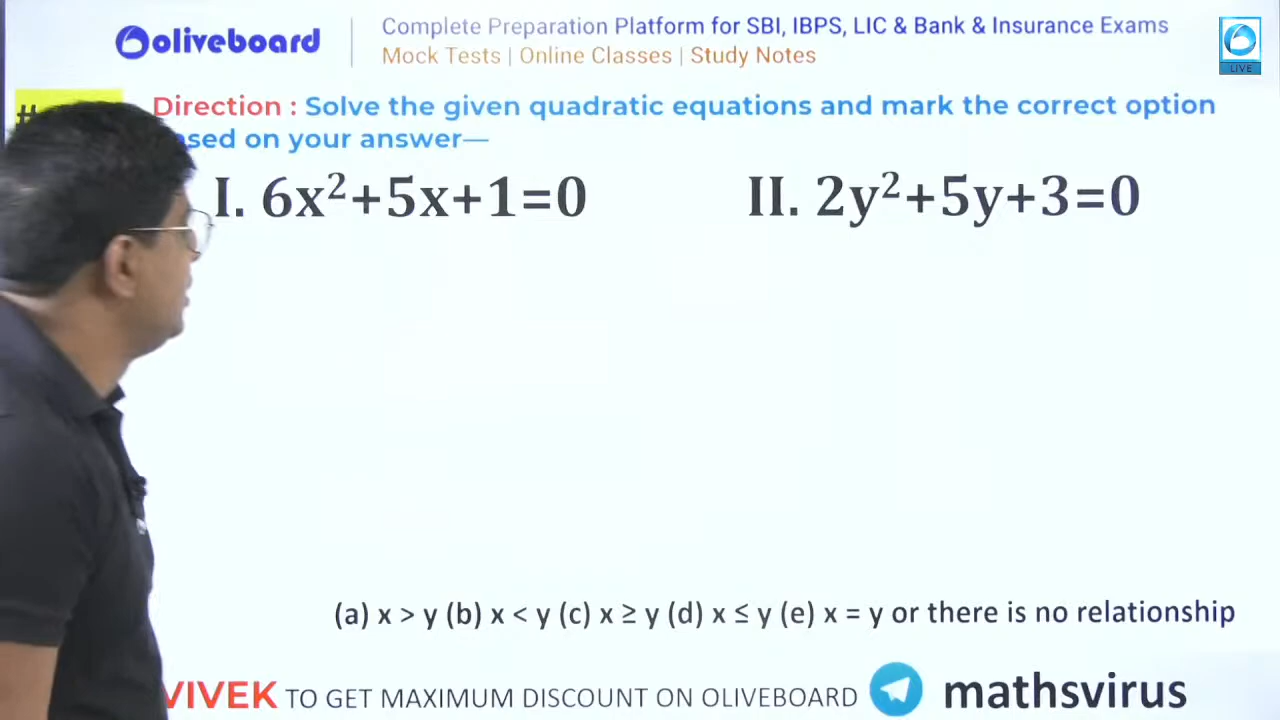 oliveboard
Complete Preparation Platform for SBI, IBPS, LIC & Bank & Insurance Exams
Mock Tests | Online Classes | Study Notes
LIVE
#
Direction : Solve the given quadratic equations and mark the correct option
on your answer—
I. 6x²+5x+1=0
II. 2y²+5y+3=0
(a) x > y (b) x < y (c) x ≥ y (d) x ≤ y (e) x = y or there is no relationship
VIVEK TO GET MAXIMUM DISCOUNT ON OLIVEBOARD
mathsvirus